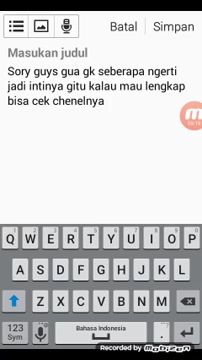 Batal Simpan
Masukan judul
Sory guys gua gk seberapa ngerti
jadi intinya gitu kalau mau lengkap
bisa cek chenelnya
Q W E R T Y U I O P
A S D F G H J K L
Z X C V B N M
123
Sym
Bahasa Indonesia
.
Recorded by Mobizen